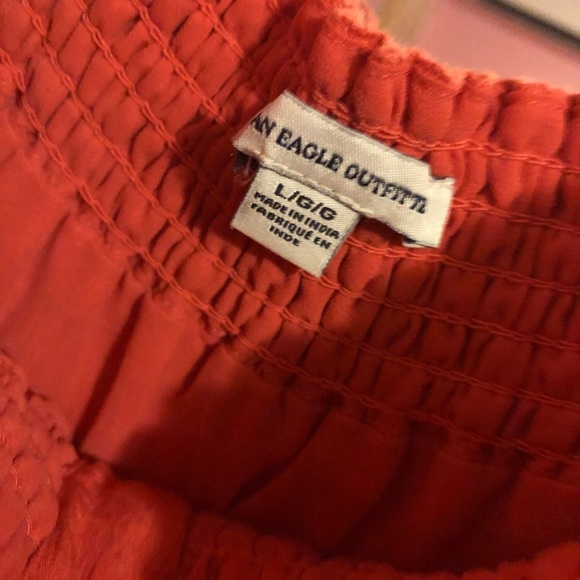 AN EAGLE OUTFITT
L/G/G
MADE IN INDIA
FABRIQUÉ EN
INDE